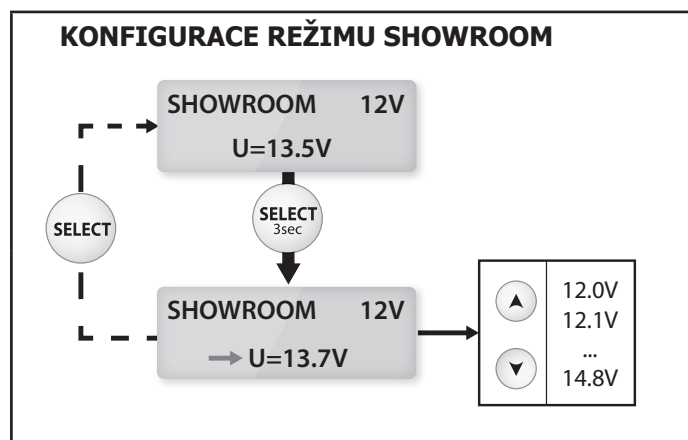 KONFIGURACE REŽIMU SHOWROOM
SHOWROOM 12V
U=13.5V
SELECT
SELECT
3sec
SHOWROOM 12V
U=13.7V
12.0V
12.1V
...
14.8V